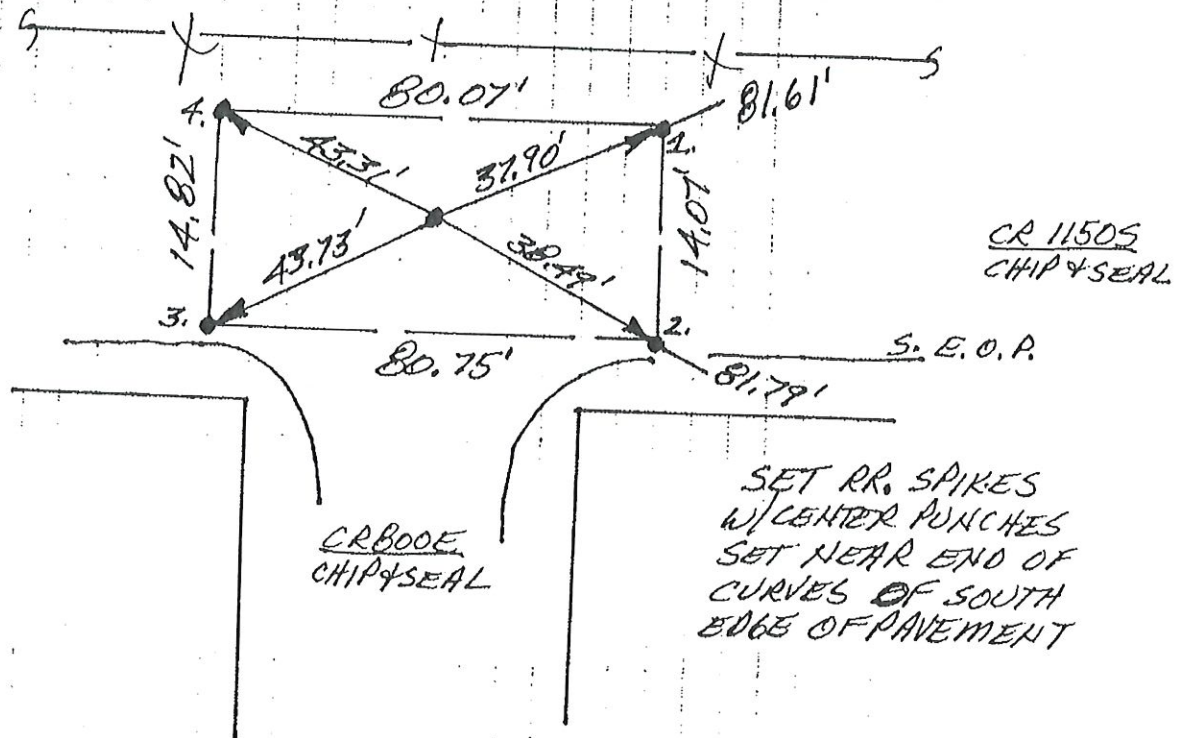 80.07'
81.61'
4.
1.
43.31'
37.90'
14.82'
14.07'
43.73'
38.49'
CR 1150S
CHIP & SEAL
3.
2.
S. E. O. P.
80.75'
81.79'
SET RR. SPIKES
W/CENTER PUNCHES
SET NEAR END OF
CURVES OF SOUTH
EDGE OF PAVEMENT
CR800E
CHIP & SEAL